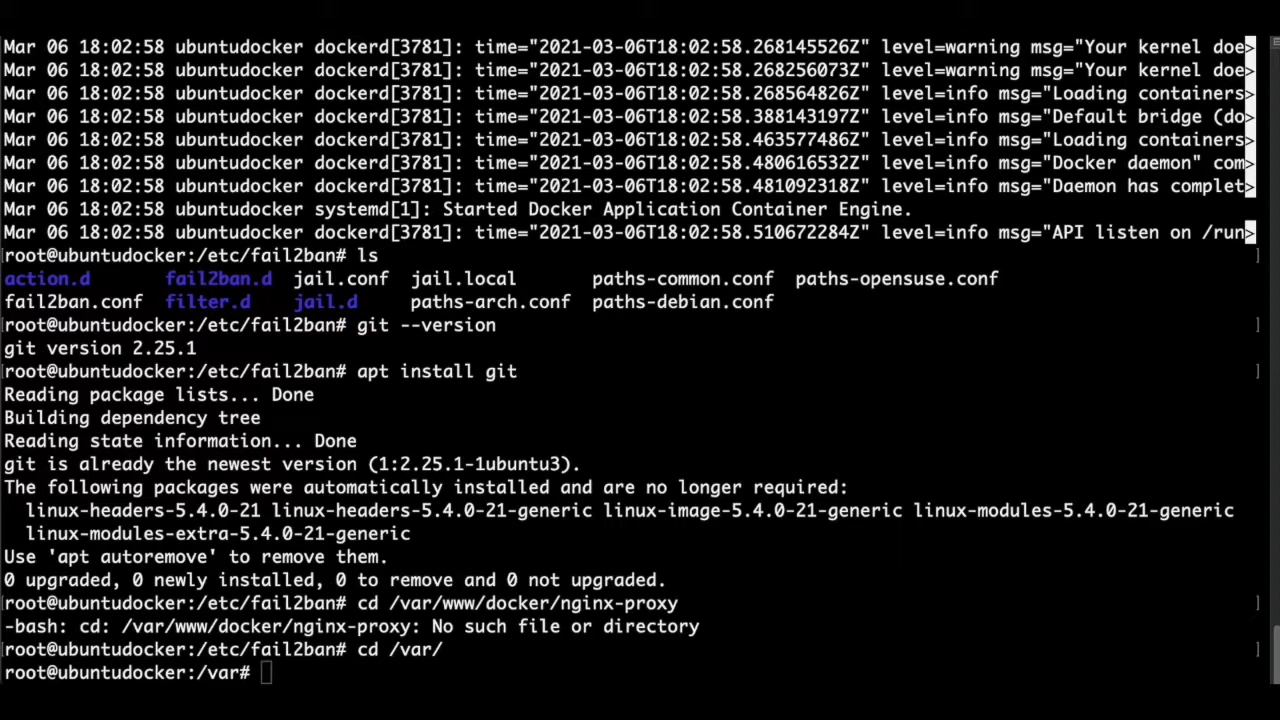 Mar 06 18:02:58 ubuntudocker dockerd[3781]: time="2021-03-06T18:02:58.268145526Z" level=warning msg="Your kernel doe>
Mar 06 18:02:58 ubuntudocker dockerd[3781]: time="2021-03-06T18:02:58.268256073Z" level=warning msg="Your kernel doe>
Mar 06 18:02:58 ubuntudocker dockerd[3781]: time="2021-03-06T18:02:58.268564826Z" level=info msg="Loading containers>
Mar 06 18:02:58 ubuntudocker dockerd[3781]: time="2021-03-06T18:02:58.388143197Z" level=info msg="Default bridge (do>
Mar 06 18:02:58 ubuntudocker dockerd[3781]: time="2021-03-06T18:02:58.463577486Z" level=info msg="Loading containers>
Mar 06 18:02:58 ubuntudocker dockerd[3781]: time="2021-03-06T18:02:58.480616532Z" level=info msg="Docker daemon" com>
Mar 06 18:02:58 ubuntudocker dockerd[3781]: time="2021-03-06T18:02:58.481092318Z" level=info msg="Daemon has complet>
Mar 06 18:02:58 ubuntudocker systemd[1]: Started Docker Application Container Engine.
Mar 06 18:02:58 ubuntudocker dockerd[3781]: time="2021-03-06T18:02:58.510672284Z" level=info msg="API listen on /run>
[root@ubuntudocker:/etc/fail2ban# ls ]
action.d fail2ban.d jail.conf jail.local paths-common.conf paths-opensuse.conf
fail2ban.conf filter.d jail.d paths-arch.conf paths-debian.conf
[root@ubuntudocker:/etc/fail2ban# git --version ]
git version 2.25.1
[root@ubuntudocker:/etc/fail2ban# apt install git ]
Reading package lists... Done
Building dependency tree
Reading state information... Done
git is already the newest version (1:2.25.1-1ubuntu3).
The following packages were automatically installed and are no longer required:
linux-headers-5.4.0-21 linux-headers-5.4.0-21-generic linux-image-5.4.0-21-generic linux-modules-5.4.0-21-generic
linux-modules-extra-5.4.0-21-generic
Use 'apt autoremove' to remove them.
0 upgraded, 0 newly installed, 0 to remove and 0 not upgraded.
[root@ubuntudocker:/etc/fail2ban# cd /var/www/docker/nginx-proxy ]
-bash: cd: /var/www/docker/nginx-proxy: No such file or directory
[root@ubuntudocker:/etc/fail2ban# cd /var/ ]
root@ubuntudocker:/var#